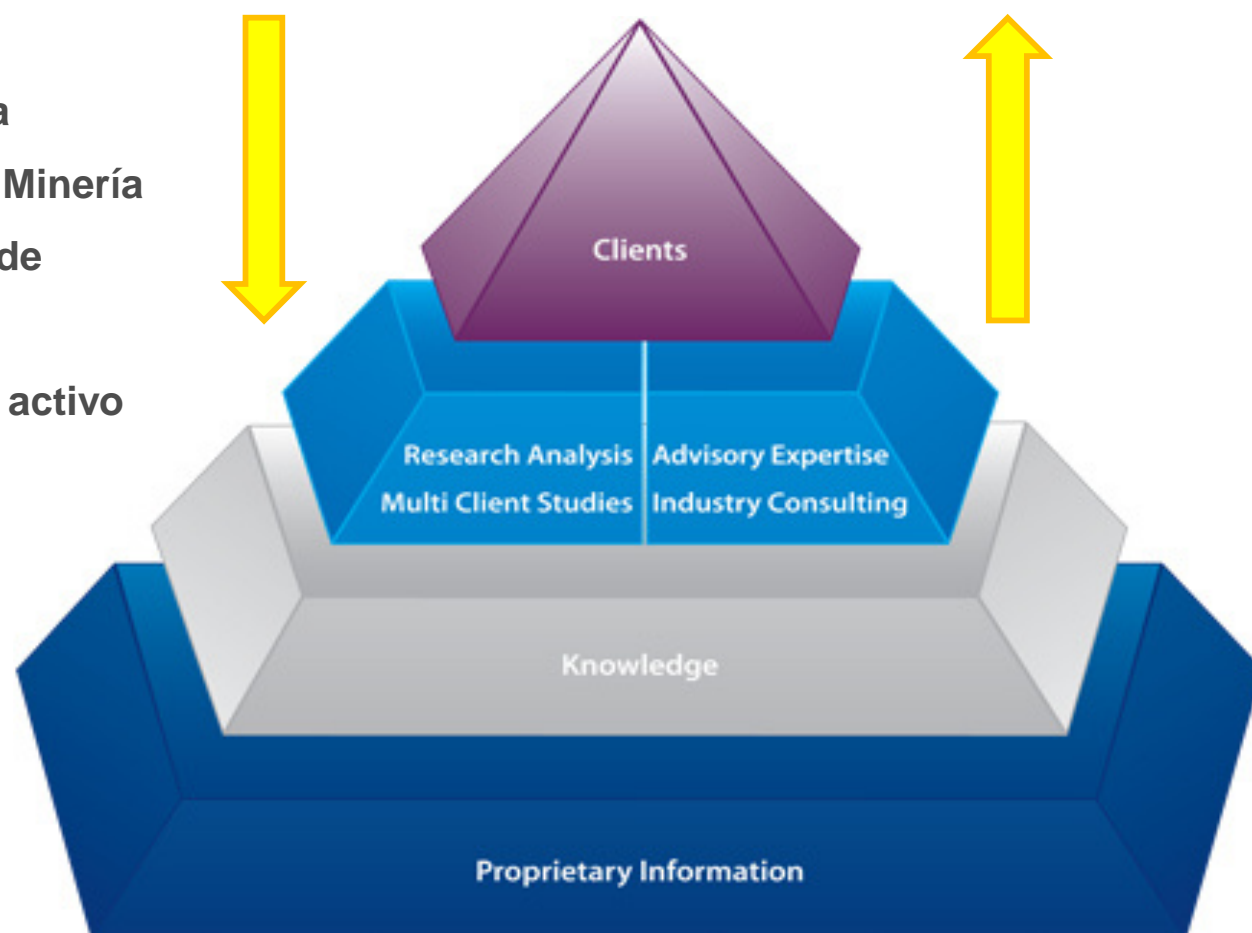 a
Minería
de
activo
Clients
Research Analysis
Multi Client Studies
Advisory Expertise
Industry Consulting
Knowledge
Proprietary Information